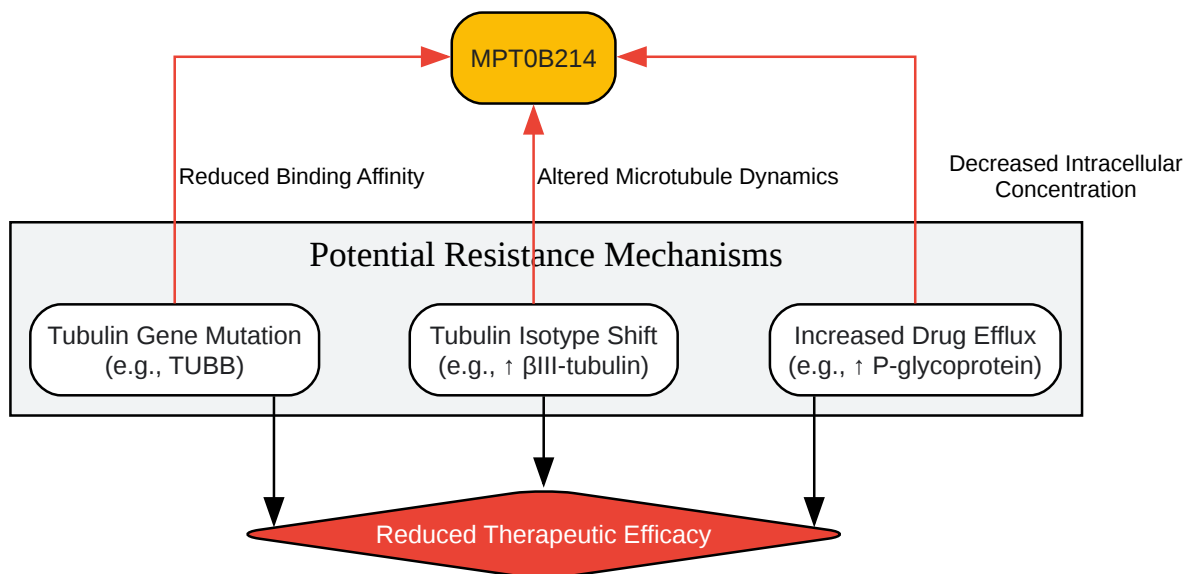 MPT0B214
Reduced Binding Affinity
Altered Microtubule Dynamics
Decreased Intracellular
Concentration
Potential Resistance Mechanisms
Tubulin Gene Mutation
(e.g., TUBB)
Tubulin Isotype Shift
(e.g., ↑ βIII-tubulin)
Increased Drug Efflux
(e.g., ↑ P-glycoprotein)
Reduced Therapeutic Efficacy